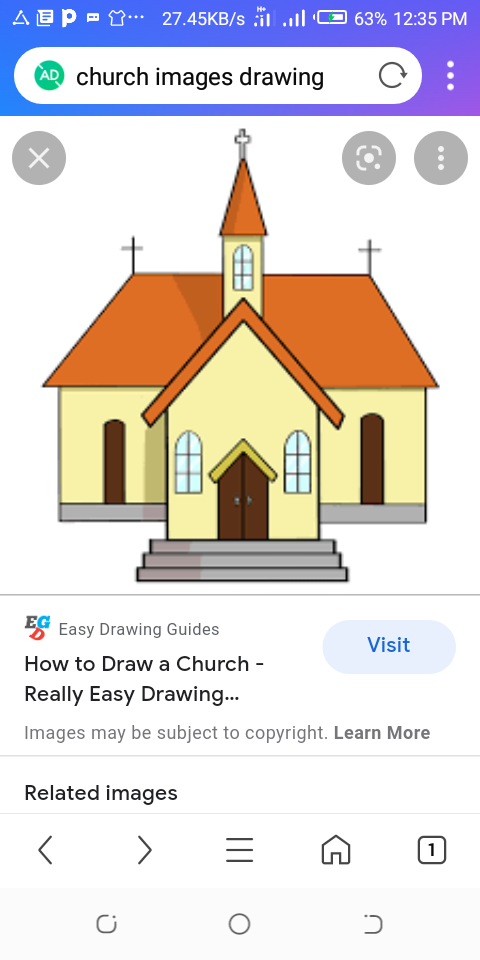 27.45KB/s H+ 63% 12:35 PM
AD church images drawing
EGD Easy Drawing Guides
Visit
How to Draw a Church -
Really Easy Drawing...
Images may be subject to copyright. Learn More
Related images
1